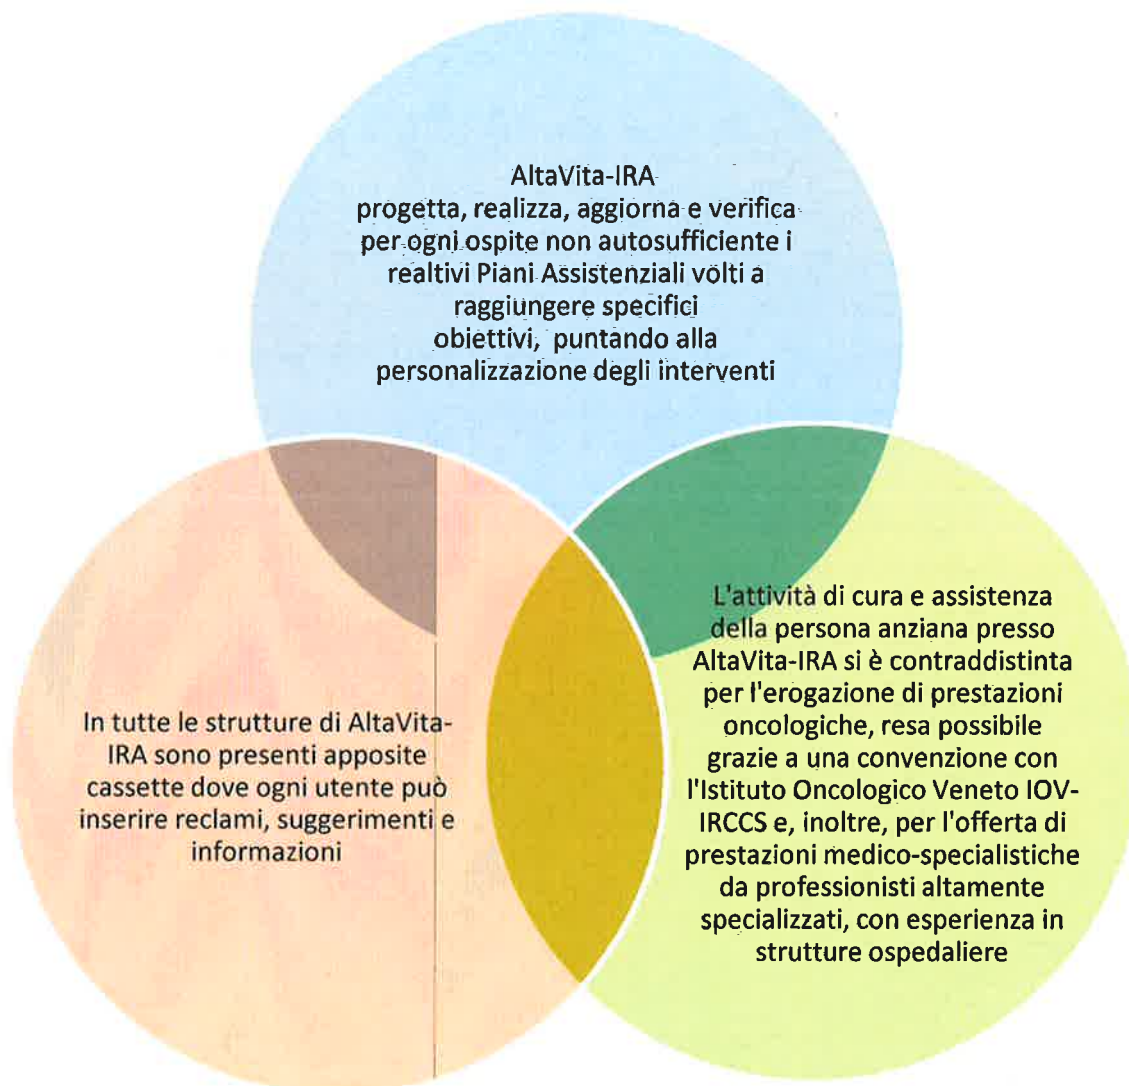 AltaVita-IRA
progetta, realizza, aggiorna e verifica
per ogni ospite non autosufficiente i
realtivi Piani Assistenziali volti a
raggiungere specifici
obiettivi, puntando alla
personalizzazione degli interventi
In tutte le strutture di AltaVita-
IRA sono presenti apposite
cassette dove ogni utente può
inserire reclami, suggerimenti e
informazioni
L'attività di cura e assistenza
della persona anziana presso
AltaVita-IRA si è contraddistinta
per l'erogazione di prestazioni
oncologiche, resa possibile
grazie a una convenzione con
l'Istituto Oncologico Veneto IOV-
IRCCS e, inoltre, per l'offerta di
prestazioni medico-specialistiche
da professionisti altamente
specializzati, con esperienza in
strutture ospedaliere